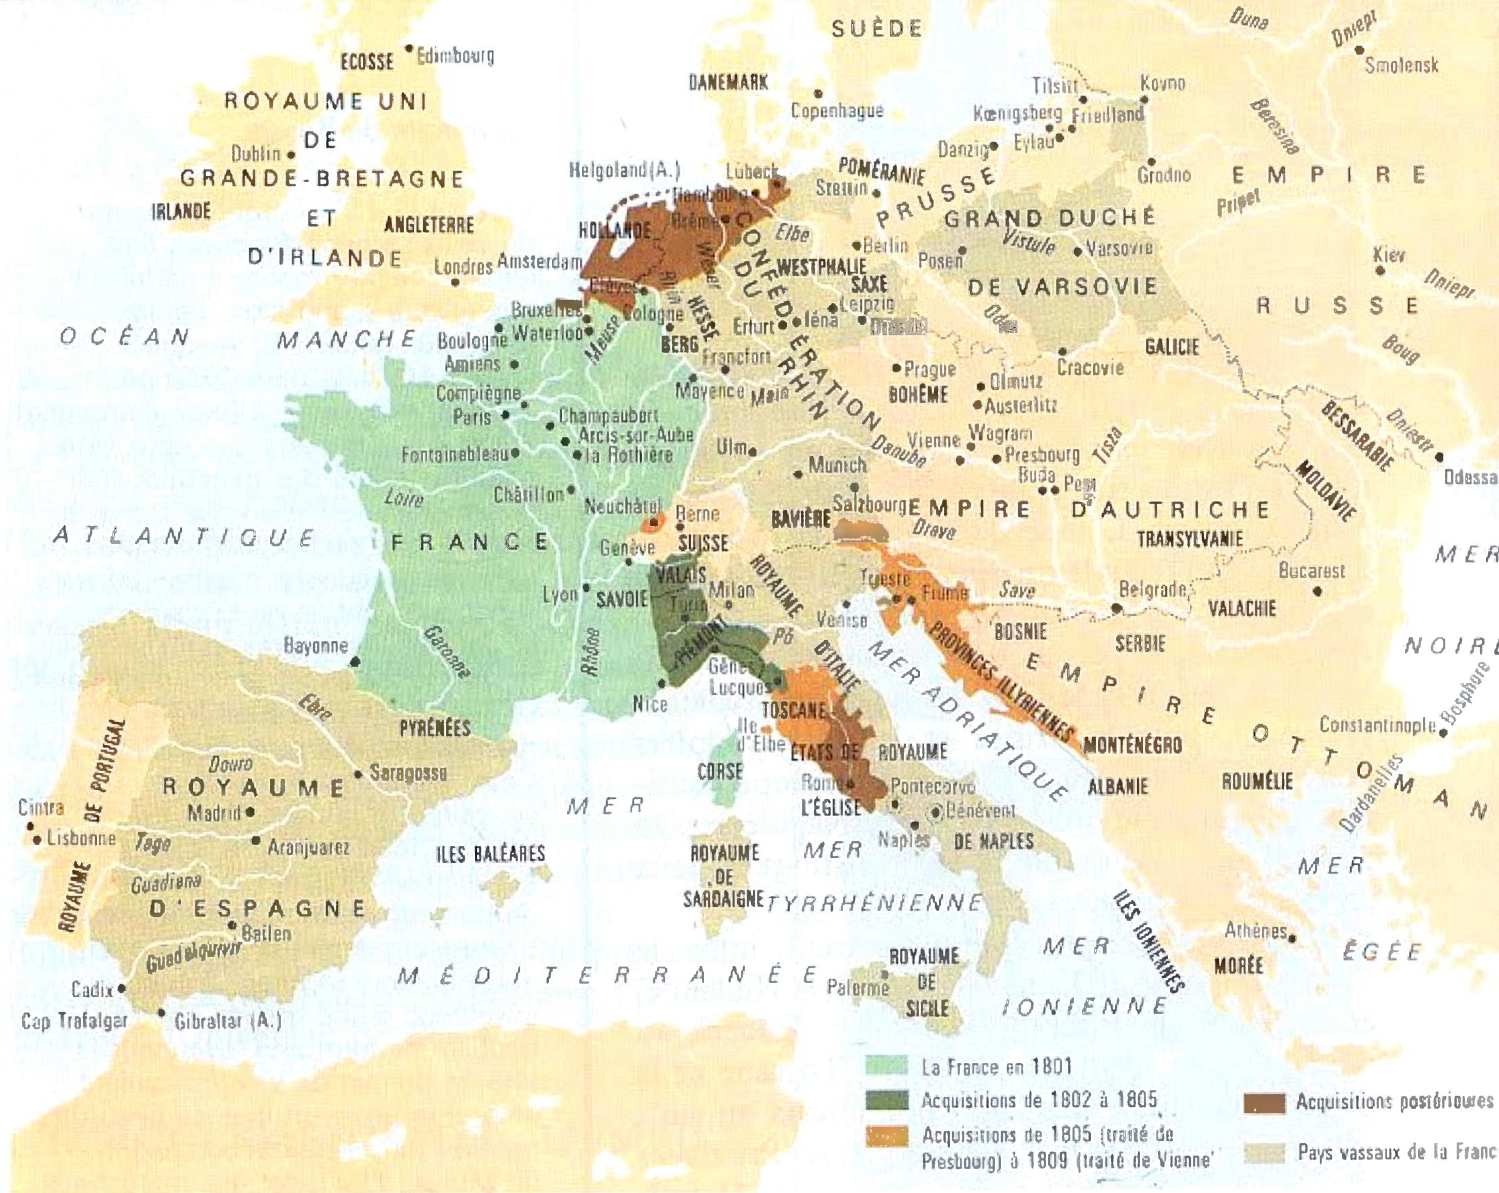 SUÈDE
Duna
Dniepr
Smolensk
ECOSSE
Edimbourg
DANEMARK
Copenhague
Tilsitt
Kovno
Kœnigsberg
Friedland
Eylau
Danzig
Beresina
ROYAUME UNI
DE
GRANDE-BRETAGNE
ET
D'IRLANDE
Dublin
IRLANDE
ANGLETERRE
Londres
Helgoland (A.)
Lübeck
Hambourg
Brême
HOLLANDE
POMÉRANIE
Stettin
PRUSSE
Grodno
EMPIRE
RUSSE
Pripet
Kiev
Dniepr
GRAND DUCHÉ
DE VARSOVIE
Vistule
Varsovie
Posen
Elbe
Berlin
WESTPHALIE
SAXE
Leipzig
Amsterdam
Clèves
Rhin
Weser
HESSE
CONFÉDÉRATION
DU
RHIN
Erfurt
Iéna
Bruxelles
Waterloo
Cologne
BERG
Meuse
Francfort
Mayence
Main
OCÉAN
MANCHE
Boulogne
Amiens
Compiègne
Paris
Champaubert
Arcis-sur-Aube
la Rothière
Fontainebleau
Châtillon
Loire
Prague
BOHÊME
Olmutz
Austerlitz
Cracovie
GALICIE
Boug
BESSARABIE
Dniestr
Odessa
MOLDAVIE
Ulm
Danube
Vienne
Wagram
Presbourg
Buda
Pest
Tisza
Munich
Salzbourg
BAVIÈRE
EMPIRE D'AUTRICHE
Drave
TRANSYLVANIE
Neuchâtel
Berne
SUISSE
Genève
ATLANTIQUE
FRANCE
VALAIS
Milan
Turin
PIÉMONT
Lyon
SAVOIE
ROYAUME
D'ITALIE
Pô
Venise
Trieste
Fiume
Save
Belgrade
Bucarest
VALACHIE
BOSNIE
SERBIE
MER
NOIRE
Bayonne
Garonne
Rhône
Nice
Gênes
Lucques
TOSCANE
MER ADRIATIQUE
PROVINCES ILLYRIENNES
EMPIRE OTTOMAN
MONTÉNÉGRO
ALBANIE
ROUMÉLIE
Constantinople
Bosphore
Dardanelles
PYRÉNÉES
Ebre
Saragosse
ROYAUME
D'ESPAGNE
Douro
Madrid
Tage
Aranjuarez
Guadiana
Bailen
Guadalquivir
ROYAUME
DE PORTUGAL
Cintra
Lisbonne
Cadix
Cap Trafalgar
Gibraltar (A.)
Ile
d'Elbe
CORSE
ÉTATS DE
L'ÉGLISE
Rome
ROYAUME
DE NAPLES
Pontecorvo
Bénévent
Naples
MER
ILES BALÉARES
ROYAUME
DE
SARDAIGNE
MER
TYRRHÉNIENNE
MÉDITERRANÉE
Palerme
ROYAUME
DE
SICILE
MER
IONIENNE
ILES IONIENNES
Athènes
MORÉE
MER
ÉGÉE
La France en 1801
Acquisitions de 1802 à 1805
Acquisitions de 1805 (traité de
Presbourg) à 1809 (traité de Vienne
Acquisitions postérieures
Pays vassaux de la Franc